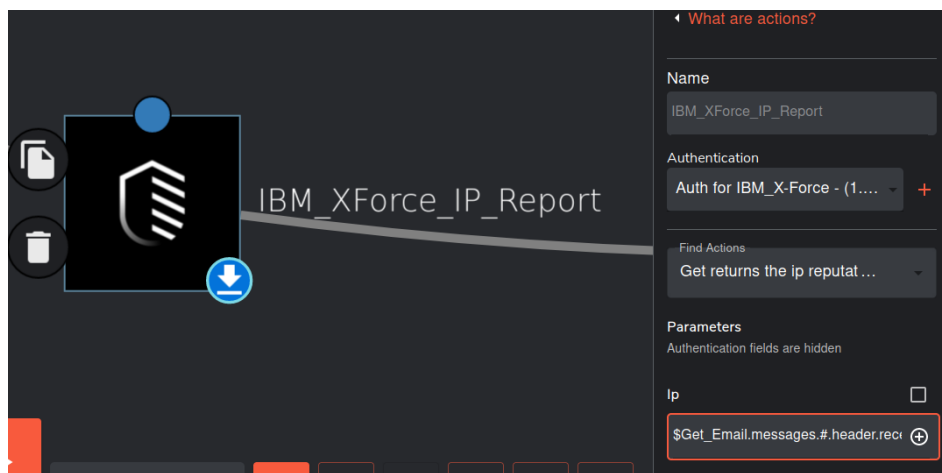 What are actions?
Name
IBM_XForce_IP_Report
Authentication
Auth for IBM_X-Force - (1....
+
IBM_XForce_IP_Report
Find Actions
Get returns the ip reputat ...
Parameters
Authentication fields are hidden
Ip
$Get_Email.messages.#.header.rece